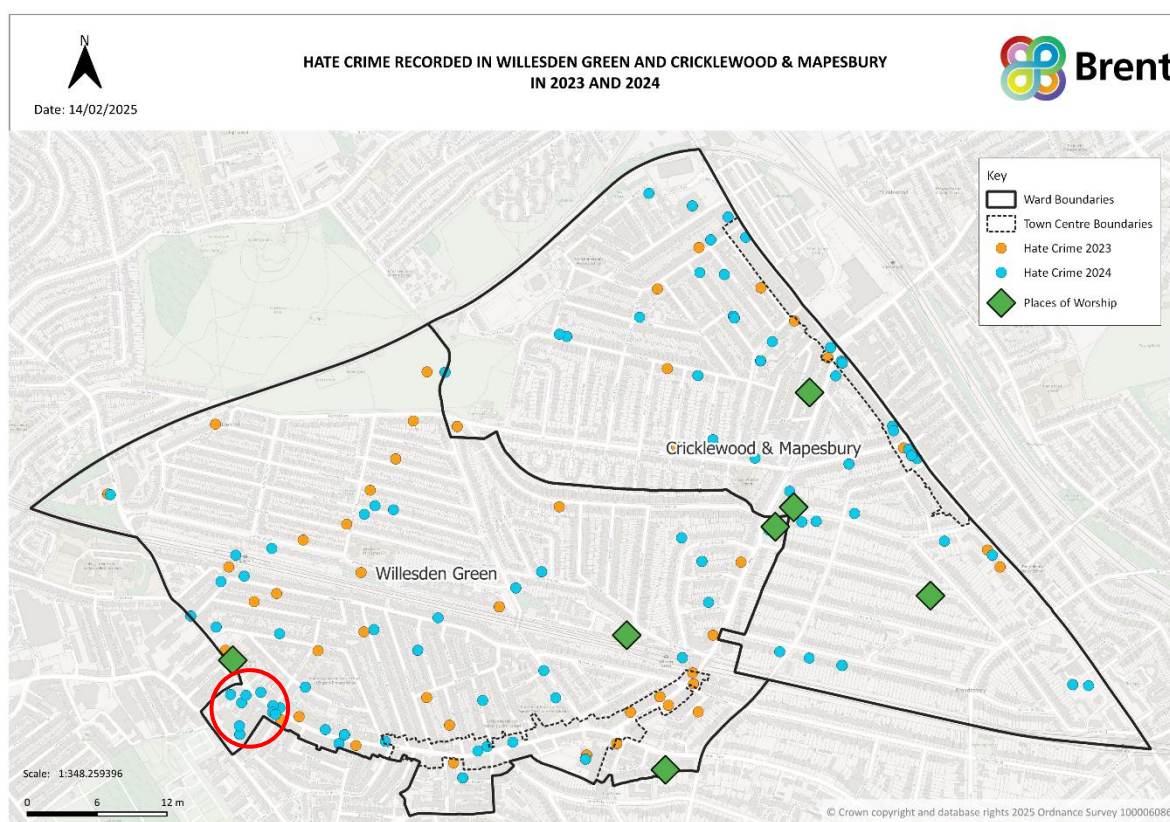 N
HATE CRIME RECORDED IN WILLESDEN GREEN AND CRICKLEWOOD & MAPESBURY
IN 2023 AND 2024
Brent
Date: 14/02/2025
Key
Ward Boundaries
Town Centre Boundaries
Hate Crime 2023
Hate Crime 2024
Places of Worship
Cricklewood & Mapesbury
Willesden Green
Scale: 1:348.259396
0 6 12 m
© Crown copyright and database rights 2025 Ordnance Survey 100006086